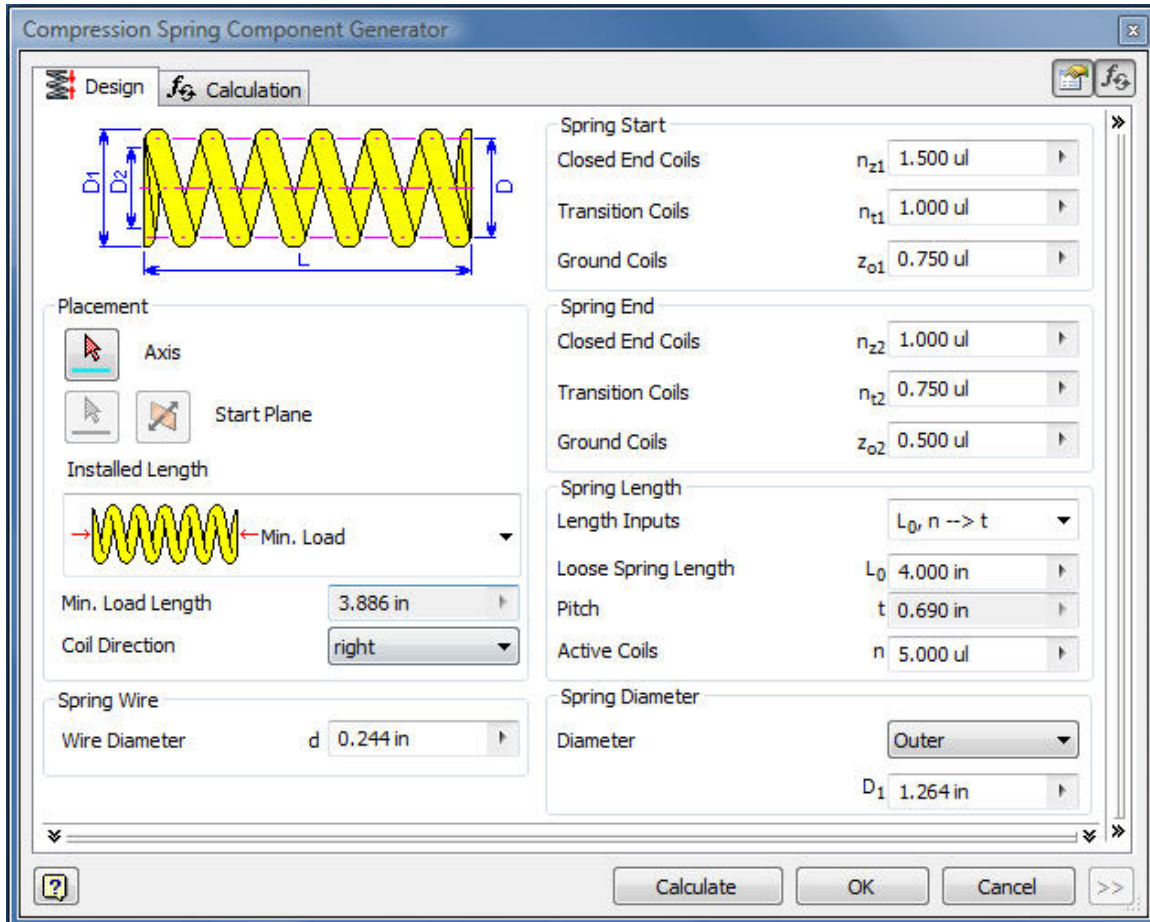 Compression Spring Component Generator
Design
Calculation
D1
D2
D
L
Placement
Axis
Start Plane
Installed Length
Min. Load
Min. Load Length 3.886 in
Coil Direction right
Spring Wire
Wire Diameter d 0.244 in
Spring Start
Closed End Coils nz1 1.500 ul
Transition Coils nt1 1.000 ul
Ground Coils zo1 0.750 ul
Spring End
Closed End Coils nz2 1.000 ul
Transition Coils nt2 0.750 ul
Ground Coils zo2 0.500 ul
Spring Length
Length Inputs L0, n --> t
Loose Spring Length L0 4.000 in
Pitch t 0.690 in
Active Coils n 5.000 ul
Spring Diameter
Diameter Outer
D1 1.264 in
? Calculate OK Cancel >>